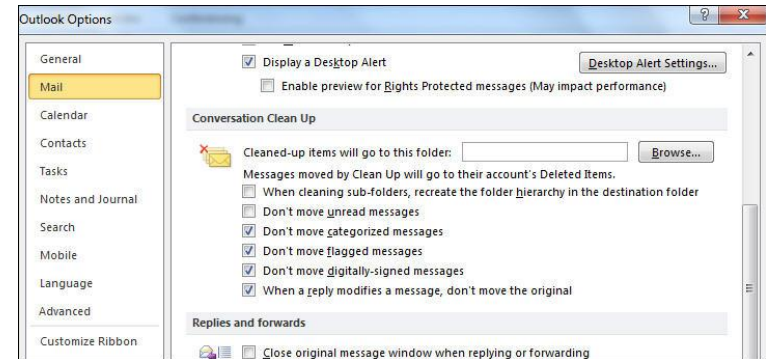 Outlook Options
General
Mail
Calendar
Contacts
Tasks
Notes and Journal
Search
Mobile
Language
Advanced
Customize Ribbon
Display a Desktop Alert
Desktop Alert Settings...
Enable preview for Rights Protected messages (May impact performance)
Conversation Clean Up
Cleaned-up items will go to this folder:
Browse...
Messages moved by Clean Up will go to their account's Deleted Items.
When cleaning sub-folders, recreate the folder hierarchy in the destination folder
Don't move unread messages
Don't move categorized messages
Don't move flagged messages
Don't move digitally-signed messages
When a reply modifies a message, don't move the original
Replies and forwards
Close original message window when replying or forwarding